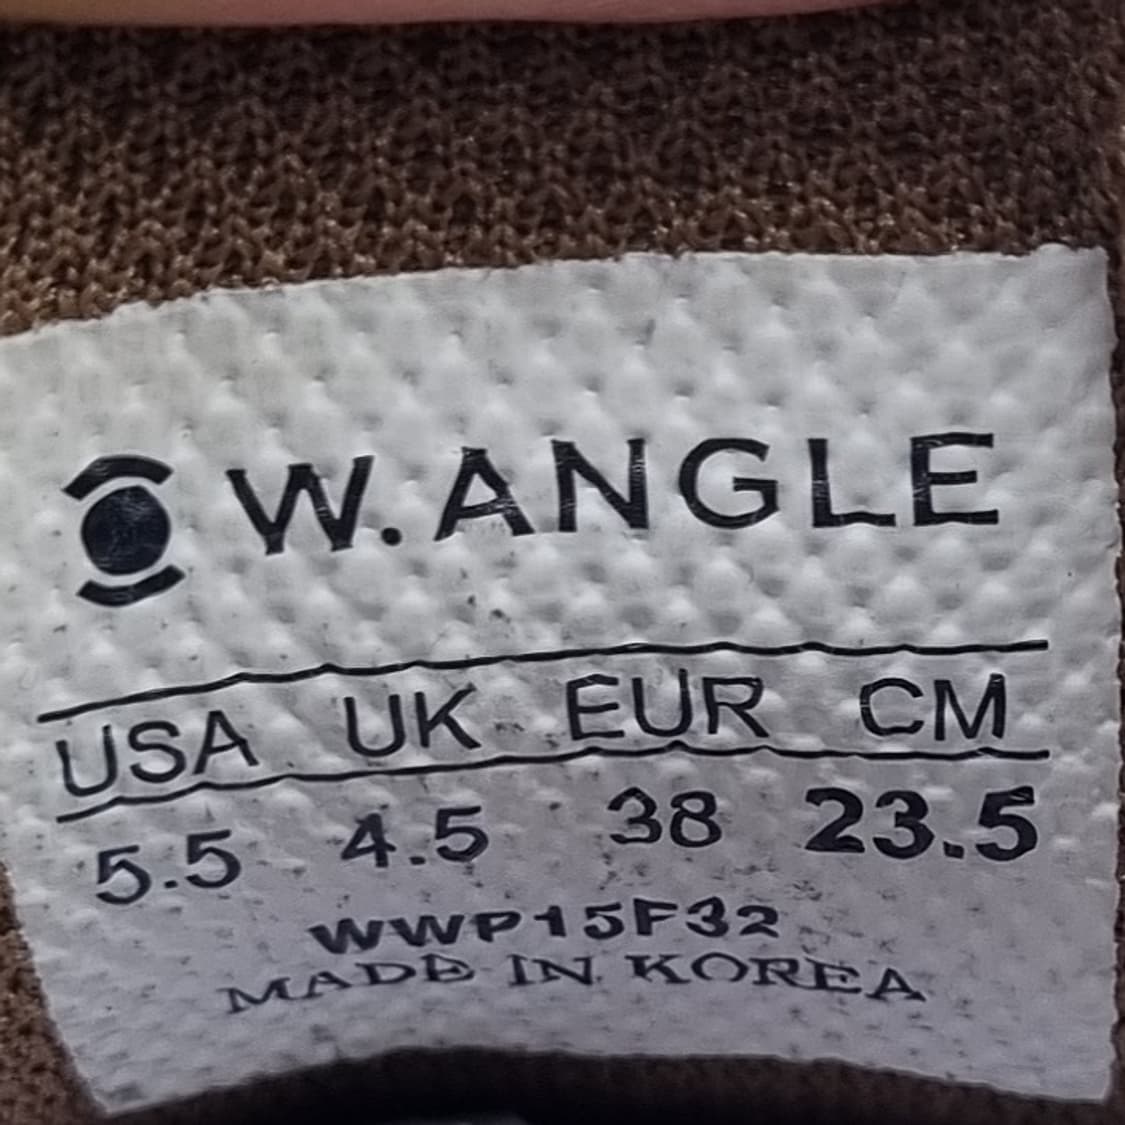 W.ANGLE
USA UK EUR CM
5.5 4.5 38 23.5
WWP15F32
MADE IN KOREA